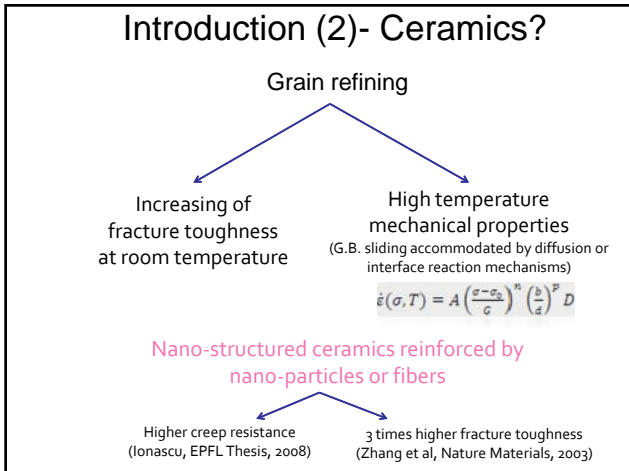 Introduction (2)- Ceramics?
Grain refining
Increasing of
fracture toughness
at room temperature
High temperature
mechanical properties
(G.B. sliding accommodated by diffusion or
interface reaction mechanisms)
ε̇(σ,T) = A ((σ−σ₀)/G)ⁿ (b/d)ᵖ D
Nano-structured ceramics reinforced by
nano-particles or fibers
Higher creep resistance
(Ionascu, EPFL Thesis, 2008)
3 times higher fracture toughness
(Zhang et al, Nature Materials, 2003)